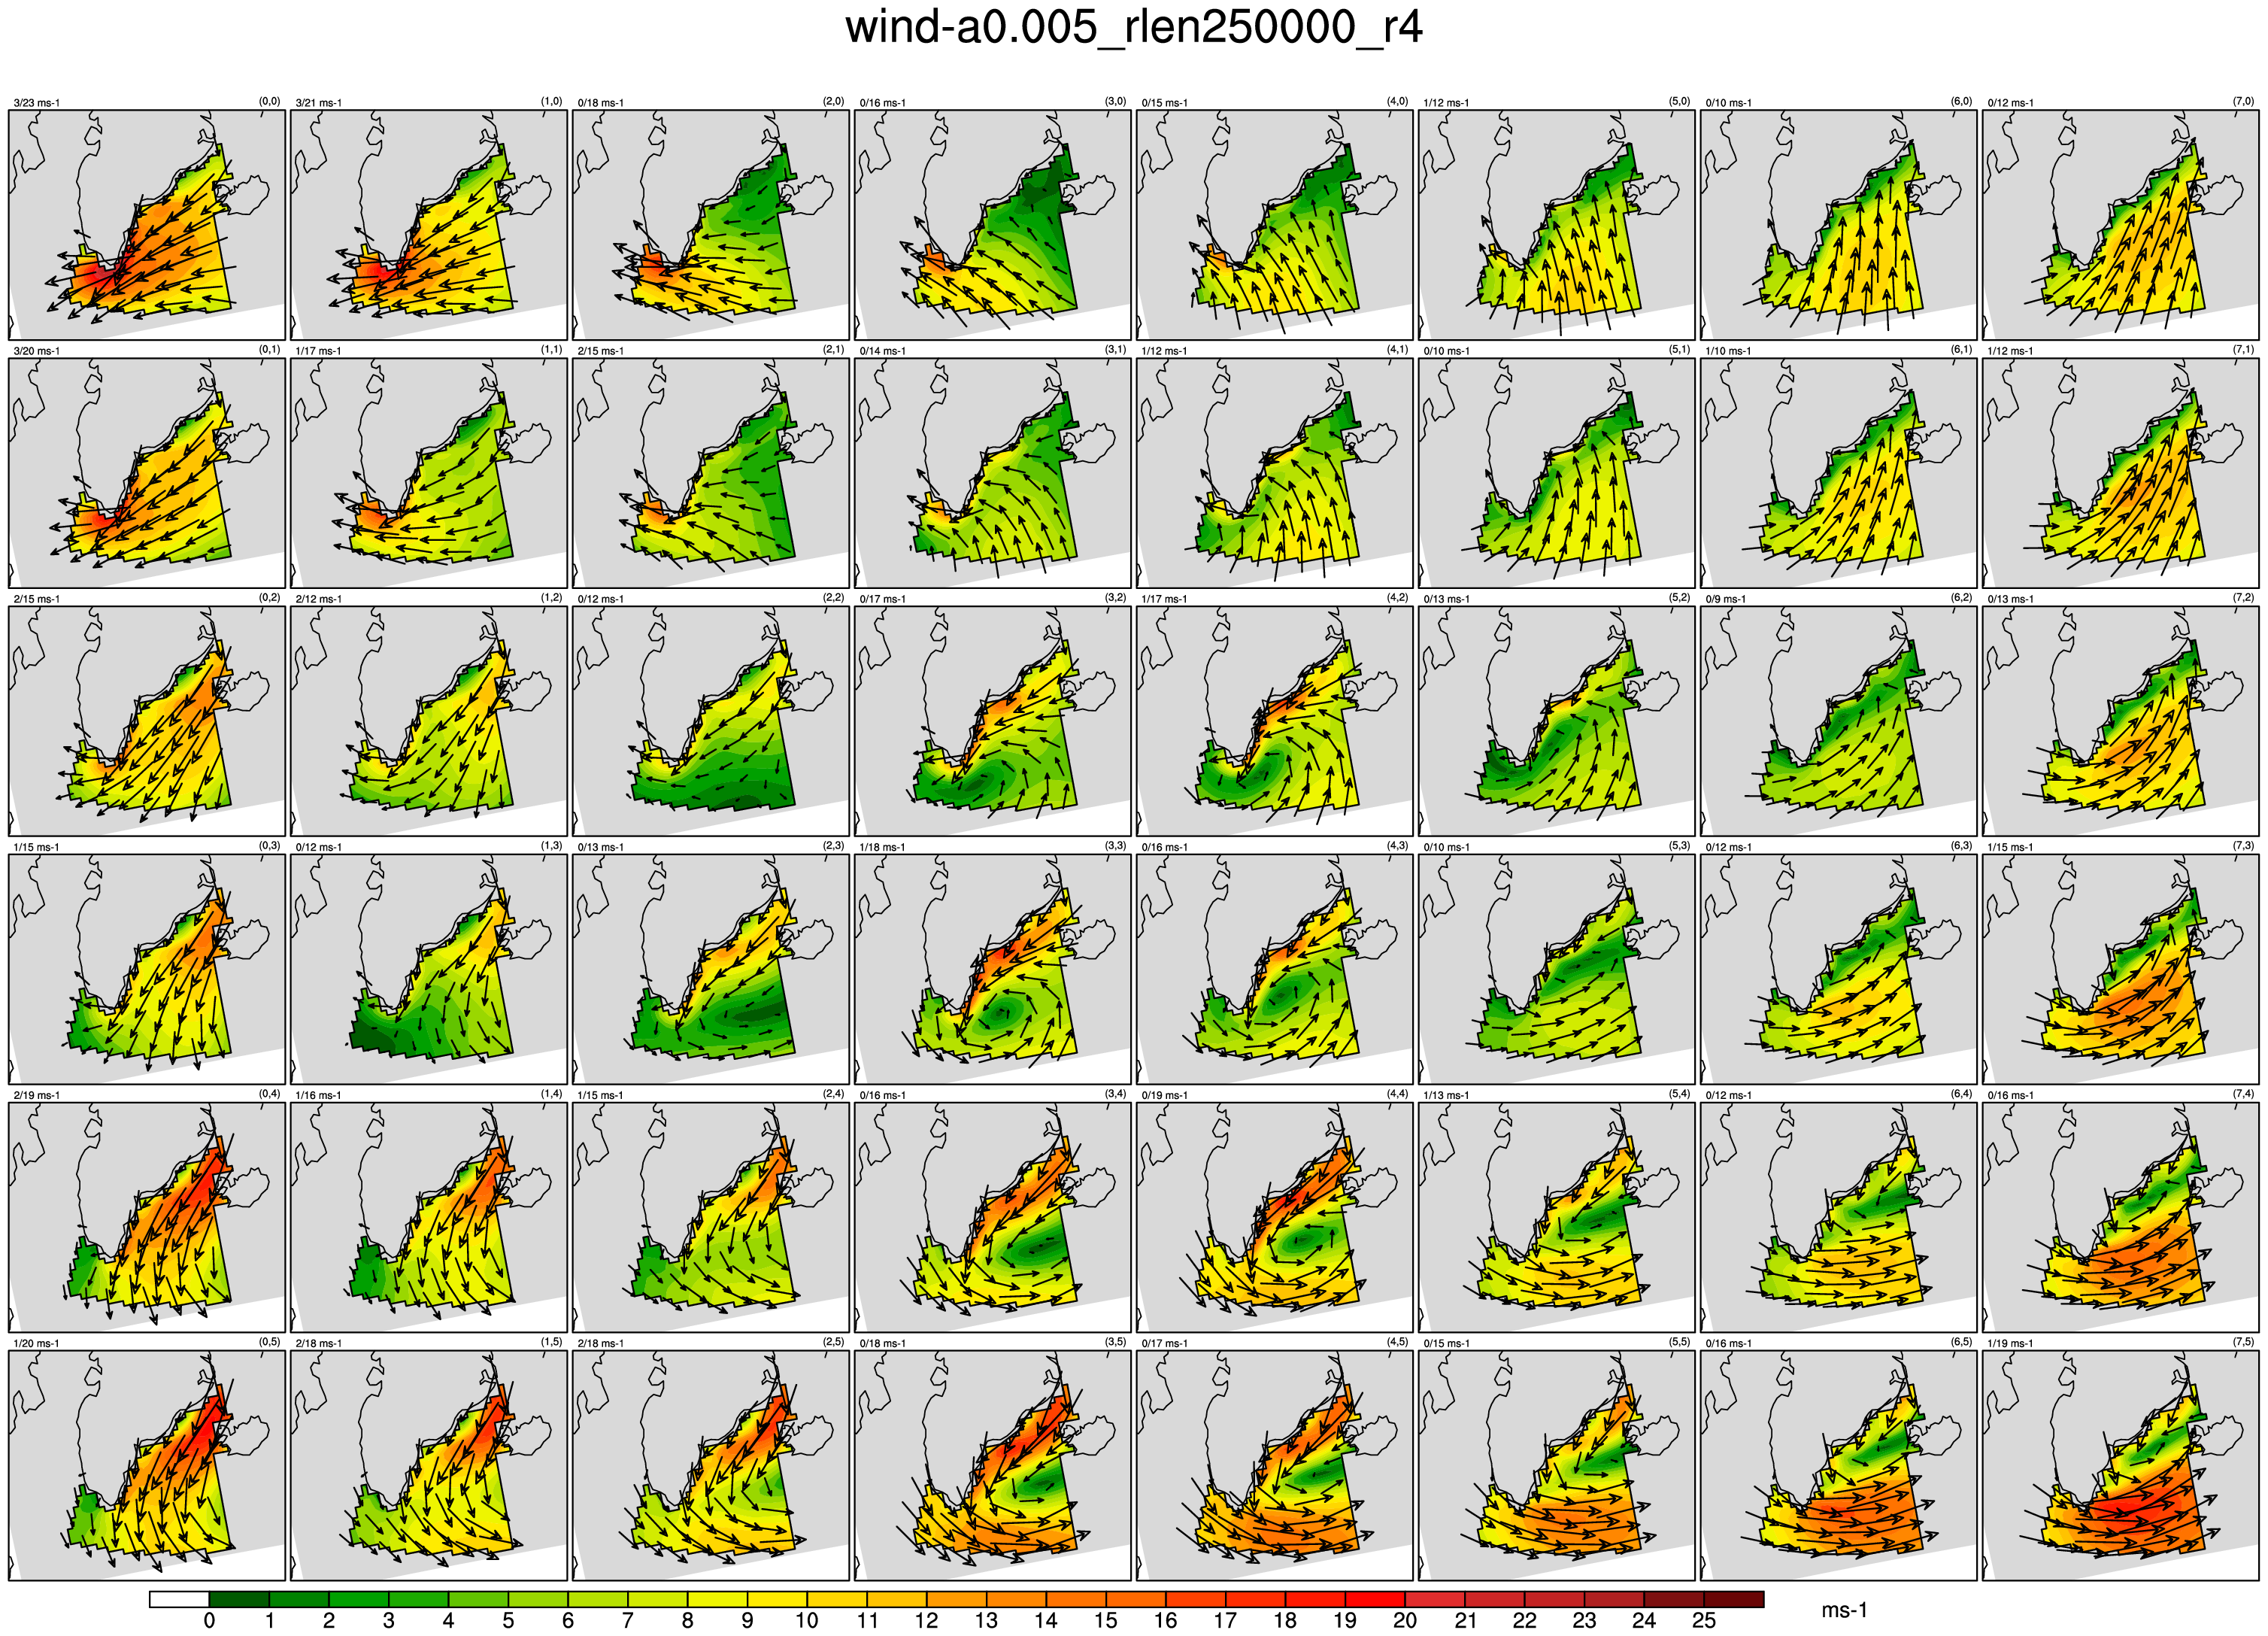 wind-a0.005_rlen250000_r4
3/23 ms-1 (0,0) 3/21 ms-1 (1,0) 0/18 ms-1 (2,0) 0/16 ms-1 (3,0) 0/15 ms-1 (4,0) 1/12 ms-1 (5,0) 0/10 ms-1 (6,0) 0/12 ms-1 (7,0)
3/20 ms-1 (0,1) 1/17 ms-1 (1,1) 2/15 ms-1 (2,1) 0/14 ms-1 (3,1) 1/12 ms-1 (4,1) 0/10 ms-1 (5,1) 1/10 ms-1 (6,1) 1/12 ms-1 (7,1)
2/15 ms-1 (0,2) 2/12 ms-1 (1,2) 0/12 ms-1 (2,2) 0/17 ms-1 (3,2) 1/17 ms-1 (4,2) 0/13 ms-1 (5,2) 0/9 ms-1 (6,2) 0/13 ms-1 (7,2)
1/15 ms-1 (0,3) 0/12 ms-1 (1,3) 0/13 ms-1 (2,3) 1/18 ms-1 (3,3) 0/16 ms-1 (4,3) 0/10 ms-1 (5,3) 0/12 ms-1 (6,3) 1/15 ms-1 (7,3)
2/19 ms-1 (0,4) 1/16 ms-1 (1,4) 1/15 ms-1 (2,4) 0/16 ms-1 (3,4) 0/19 ms-1 (4,4) 1/13 ms-1 (5,4) 0/12 ms-1 (6,4) 0/16 ms-1 (7,4)
1/20 ms-1 (0,5) 2/18 ms-1 (1,5) 2/18 ms-1 (2,5) 0/18 ms-1 (3,5) 0/17 ms-1 (4,5) 0/15 ms-1 (5,5) 0/16 ms-1 (6,5) 1/19 ms-1 (7,5)
0 1 2 3 4 5 6 7 8 9 10 11 12 13 14 15 16 17 18 19 20 21 22 23 24 25 ms-1